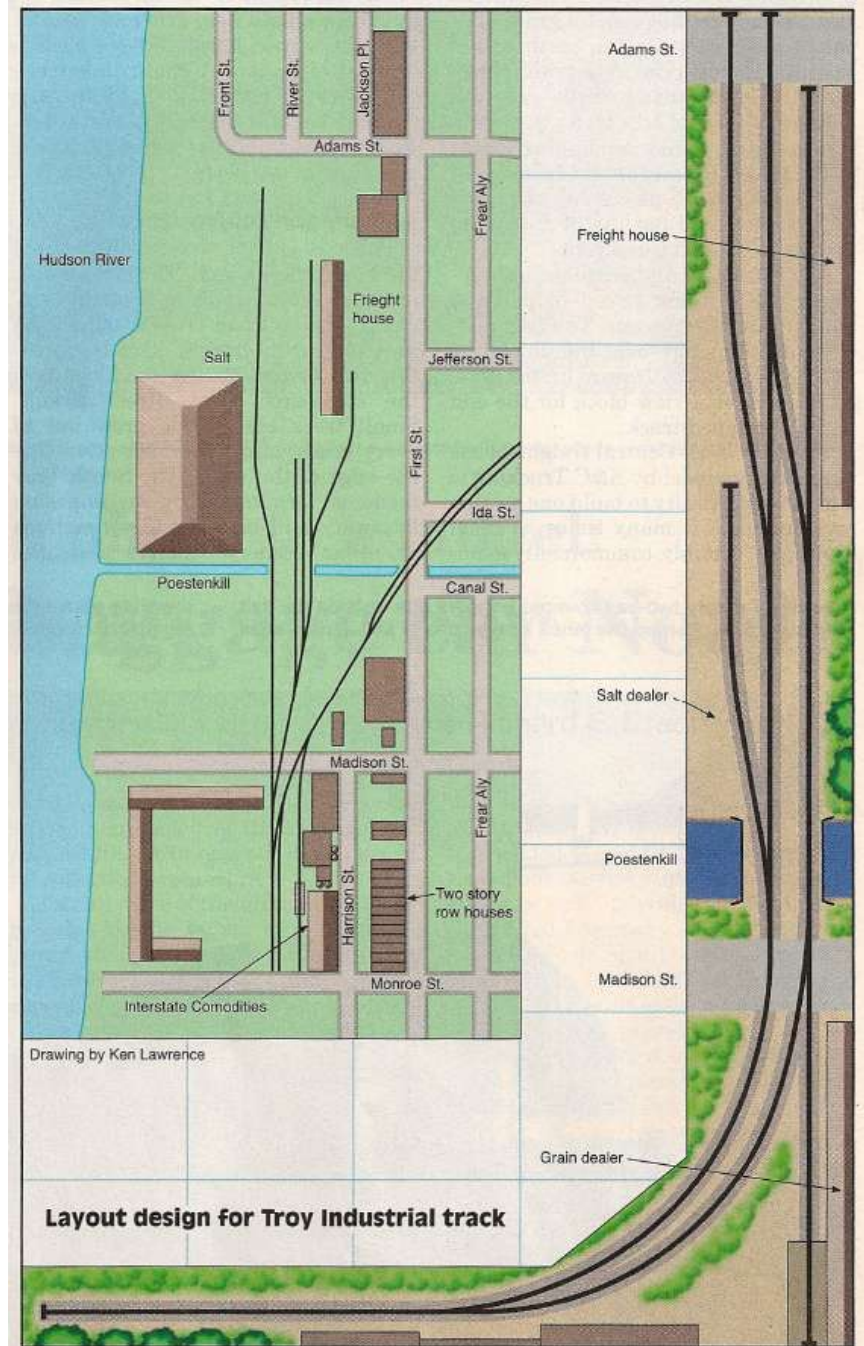 Front St.
River St.
Jackson Pl.
Adams St.
Frear Aly
Hudson River
Frieght
house
Salt
Jefferson St.
First St.
Ida St.
Poestenkill
Canal St.
Madison St.
Frear Aly
Harrison St.
Two story
row houses
Monroe St.
Interstate Comodities
Drawing by Ken Lawrence
Adams St.
Freight house
Salt dealer
Poestenkill
Madison St.
Grain dealer
Layout design for Troy Industrial track